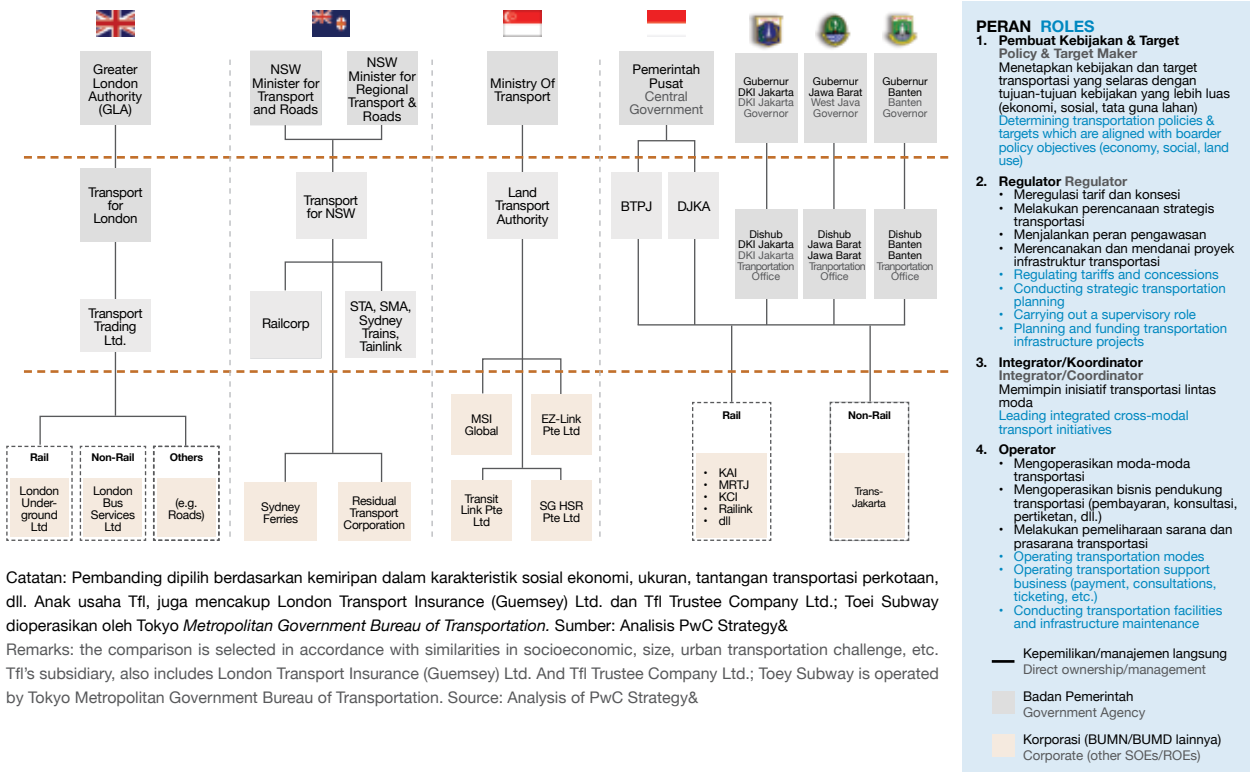 Greater
London
Authority
(GLA)
Transport
for
London
Transport
Trading
Ltd.
Rail
London
Under-
ground
Ltd
Non-Rail
London
Bus
Services
Ltd
Others
(e.g.
Roads)
NSW
Minister for
Transport
and Roads
NSW
Minister for
Regional
Transport &
Roads
Transport
for NSW
Railcorp
STA, SMA,
Sydney
Trains,
Tainlink
Sydney
Ferries
Residual
Transport
Corporation
Ministry Of
Transport
Land
Transport
Authority
MSI
Global
EZ-Link
Pte Ltd
Transit
Link Pte
Ltd
SG HSR
Pte Ltd
Pemerintah
Pusat
Central
Government
Gubernur
DKI Jakarta
DKI Jakarta
Governor
Gubernur
Jawa Barat
West Java
Governor
Gubernur
Banten
Banten
Governor
BTPJ
DJKA
Dishub
DKI Jakarta
DKI Jakarta
Tranportation
Office
Dishub
Jawa Barat
Jawa Barat
Tranportation
Office
Dishub
Banten
Banten
Tranportation
Office
Rail
• KAI
• MRTJ
• KCI
• Railink
• dll
Non-Rail
Trans-
Jakarta
Catatan: Pembanding dipilih berdasarkan kemiripan dalam karakteristik sosial ekonomi, ukuran, tantangan transportasi perkotaan,
dll. Anak usaha Tfl, juga mencakup London Transport Insurance (Guemsey) Ltd. dan Tfl Trustee Company Ltd.; Toei Subway
dioperasikan oleh Tokyo Metropolitan Government Bureau of Transportation. Sumber: Analisis PwC Strategy&
Remarks: the comparison is selected in accordance with similarities in socioeconomic, size, urban transportation challenge, etc.
Tfl's subsidiary, also includes London Transport Insurance (Guemsey) Ltd. And Tfl Trustee Company Ltd.; Toey Subway is operated
by Tokyo Metropolitan Government Bureau of Transportation. Source: Analysis of PwC Strategy&
PERAN ROLES
1. Pembuat Kebijakan & Target
Policy & Target Maker
Menetapkan kebijakan dan target
transportasi yang selaras dengan
tujuan-tujuan kebijakan yang lebih luas
(ekonomi, sosial, tata guna lahan)
Determining transportation policies &
targets which are aligned with boarder
policy objectives (economy, social, land
use)
2. Regulator Regulator
• Meregulasi tarif dan konsesi
• Melakukan perencanaan strategis
transportasi
• Menjalankan peran pengawasan
• Merencanakan dan mendanai proyek
infrastruktur transportasi
• Regulating tariffs and concessions
• Conducting strategic transportation
planning
• Carrying out a supervisory role
• Planning and funding transportation
infrastructure projects
3. Integrator/Koordinator
Integrator/Coordinator
Memimpin inisiatif transportasi lintas
moda
Leading integrated cross-modal
transport initiatives
4. Operator
• Mengoperasikan moda-moda
transportasi
• Mengoperasikan bisnis pendukung
transportasi (pembayaran, konsultasi,
pertiketan, dll.)
• Melakukan pemeliharaan sarana dan
prasarana transportasi
• Operating transportation modes
• Operating transportation support
business (payment, consultations,
ticketing, etc.)
• Conducting transportation facilities
and infrastructure maintenance
Kepemilikan/manajemen langsung
Direct ownership/management
Badan Pemerintah
Government Agency
Korporasi (BUMN/BUMD lainnya)
Corporate (other SOEs/ROEs)